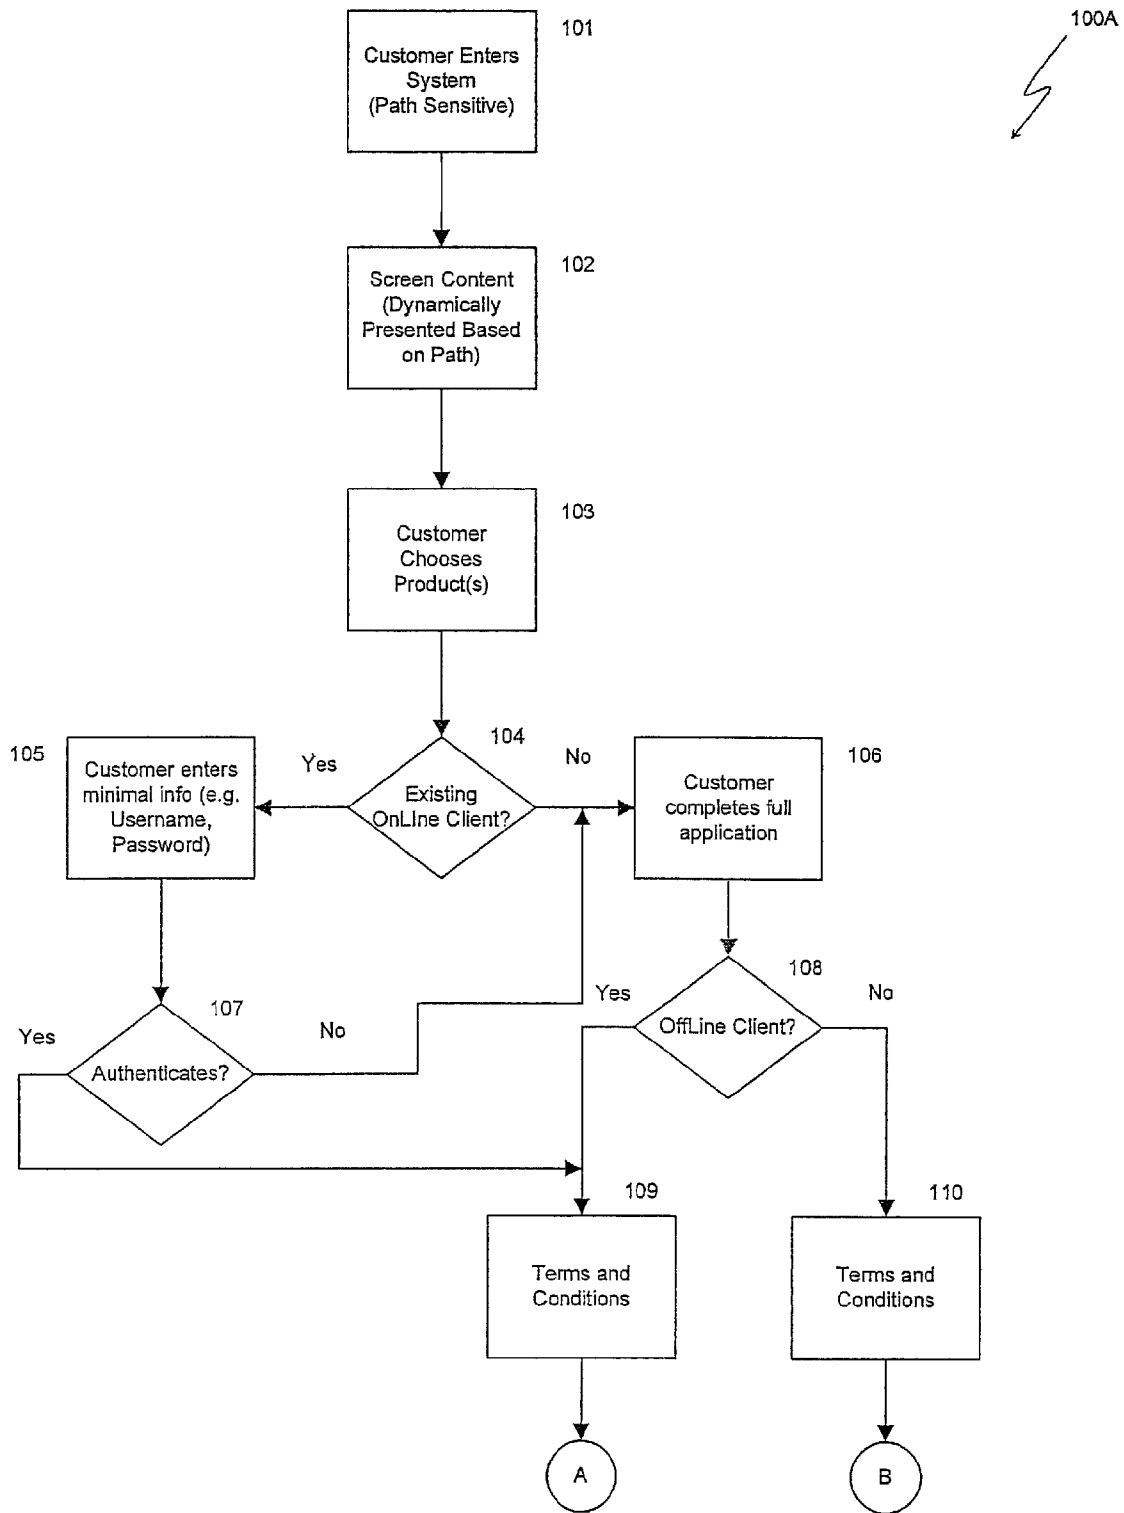 100A
101
Customer Enters
System
(Path Sensitive)
102
Screen Content
(Dynamically
Presented Based
on Path)
103
Customer
Chooses
Product(s)
104
Existing
OnLIne Client?
Yes
No
105
Customer enters
minimal info (e.g.
Username,
Password)
106
Customer
completes full
application
107
Authenticates?
Yes
No
108
OffLine Client?
Yes
No
109
Terms and
Conditions
110
Terms and
Conditions
A
B